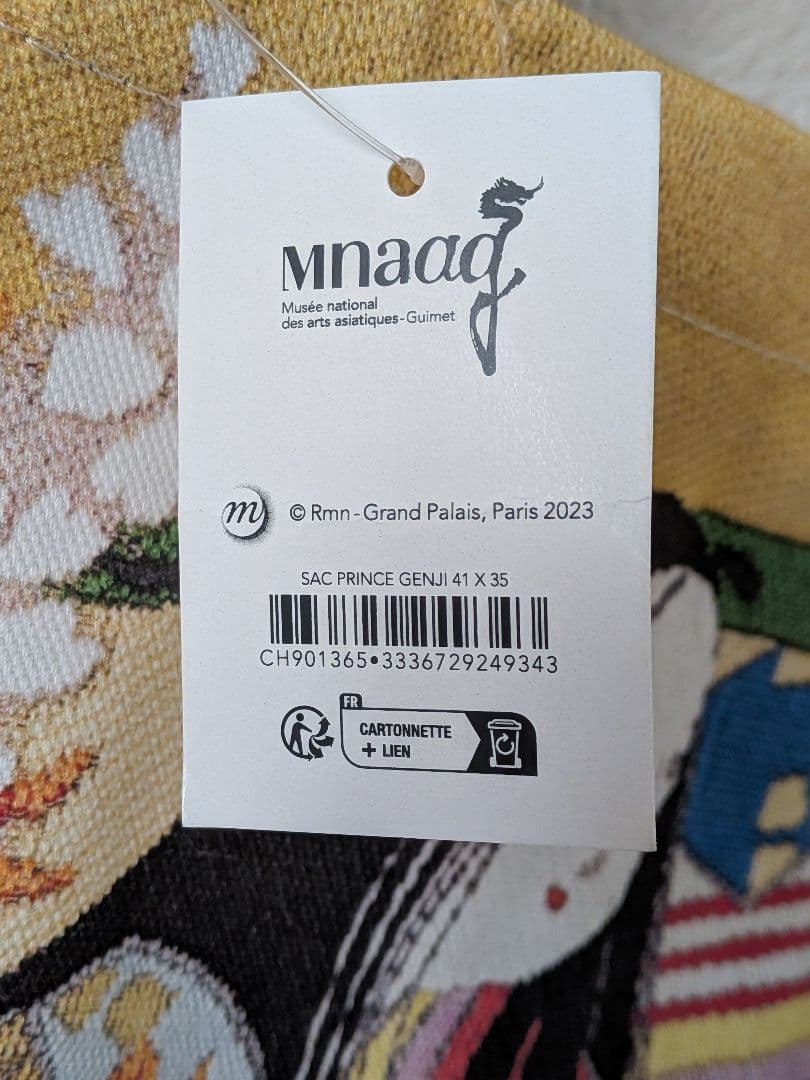 Mnaag
Musée national
des arts asiatiques-Guimet
m © Rmn - Grand Palais, Paris 2023
SAC PRINCE GENJI 41 X 35
CH901365•3336729249343
FR
CARTONNETTE
+ LIEN